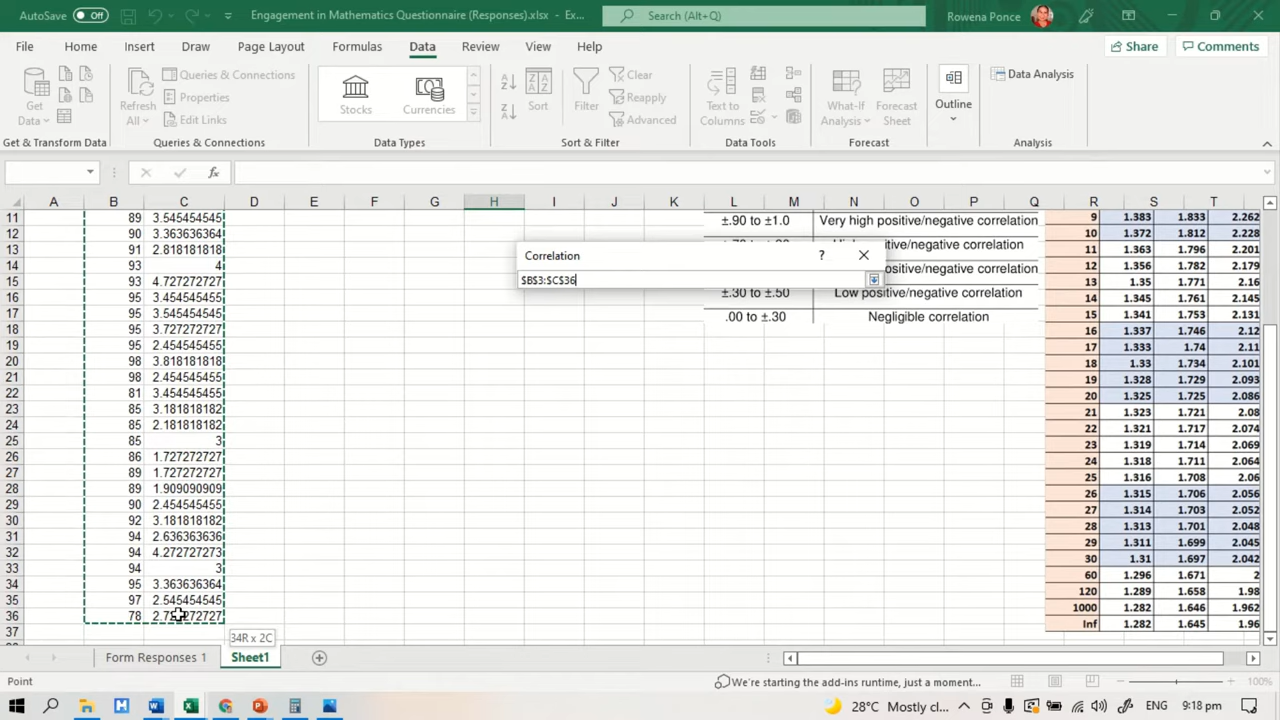 AutoSave Off Engagement in Mathematics Questionnaire (Responses).xlsx - Ex... Search (Alt+Q) Rowena Ponce
File Home Insert Draw Page Layout Formulas Data Review View Help Share Comments
Get Data
Refresh All
Queries & Connections
Properties
Edit Links
Stocks Currencies
Sort
Filter
Clear
Reapply
Advanced
Text to Columns
What-If Analysis
Forecast Sheet
Outline
Data Analysis
Get & Transform Data Queries & Connections Data Types Sort & Filter Data Tools Forecast Analysis
fx
A B C D E F G H I J K L M N O P Q R S T
11 89 3.545454545 ±.90 to ±1.0 Very high positive/negative correlation 9 1.383 1.833 2.262
12 90 3.363636364 10 1.372 1.812 2.228
13 91 2.818181818 positive/negative correlation 11 1.363 1.796 2.201
14 93 4 positive/negative correlation 12 1.356 1.782 2.179
15 93 4.727272727 13 1.35 1.771 2.16
16 95 3.454545455 ±.30 to ±.50 Low positive/negative correlation 14 1.345 1.761 2.145
17 95 3.545454545 .00 to ±.30 Negligible correlation 15 1.341 1.753 2.131
18 95 3.727272727 16 1.337 1.746 2.12
19 95 2.454545455 17 1.333 1.74 2.11
20 98 3.818181818 18 1.33 1.734 2.101
21 98 2.454545455 19 1.328 1.729 2.093
22 81 3.454545455 20 1.325 1.725 2.086
23 85 3.181818182 21 1.323 1.721 2.08
24 85 2.181818182 22 1.321 1.717 2.074
25 85 3 23 1.319 1.714 2.069
26 86 1.727272727 24 1.318 1.711 2.064
27 89 1.727272727 25 1.316 1.708 2.06
28 89 1.909090909 26 1.315 1.706 2.056
29 90 2.454545455 27 1.314 1.703 2.052
30 92 3.181818182 28 1.313 1.701 2.048
31 94 2.636363636 29 1.311 1.699 2.045
32 94 4.272727273 30 1.31 1.697 2.042
33 94 3 60 1.296 1.671 2
34 95 3.363636364 120 1.289 1.658 1.98
35 97 2.545454545 1000 1.282 1.646 1.962
36 78 Inf 1.282 1.645 1.96
37
Correlation ?
$B$3:$C$36
34R x 2C
Form Responses 1 Sheet1
Point We're starting the add-ins runtime, just a moment... 100%
28°C Mostly cl... ENG 9:18 pm